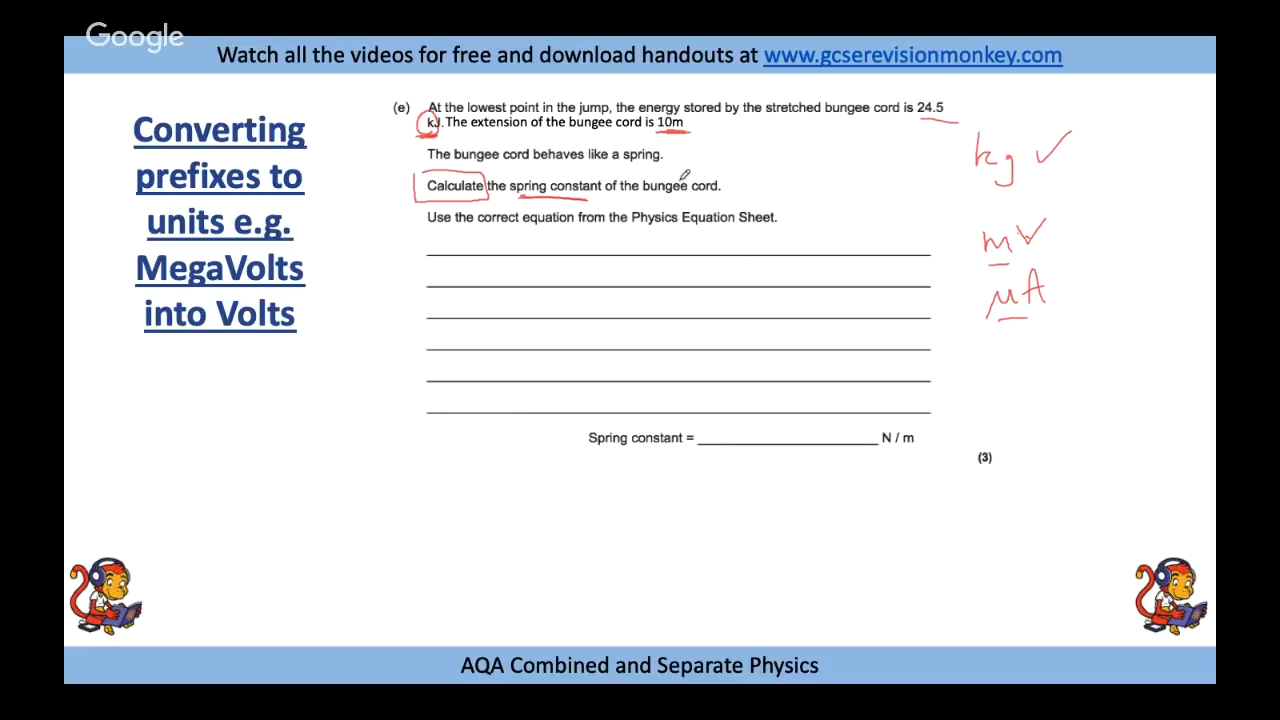 Google
Watch all the videos for free and download handouts at www.gcserevisionmonkey.com
Converting
prefixes to
units e.g.
MegaVolts
into Volts
(e) At the lowest point in the jump, the energy stored by the stretched bungee cord is 24.5
kJ. The extension of the bungee cord is 10m
The bungee cord behaves like a spring.
Calculate the spring constant of the bungee cord.
Use the correct equation from the Physics Equation Sheet.
Spring constant = ____________________ N / m
(3)
kg ✓
mV
μA
AQA Combined and Separate Physics